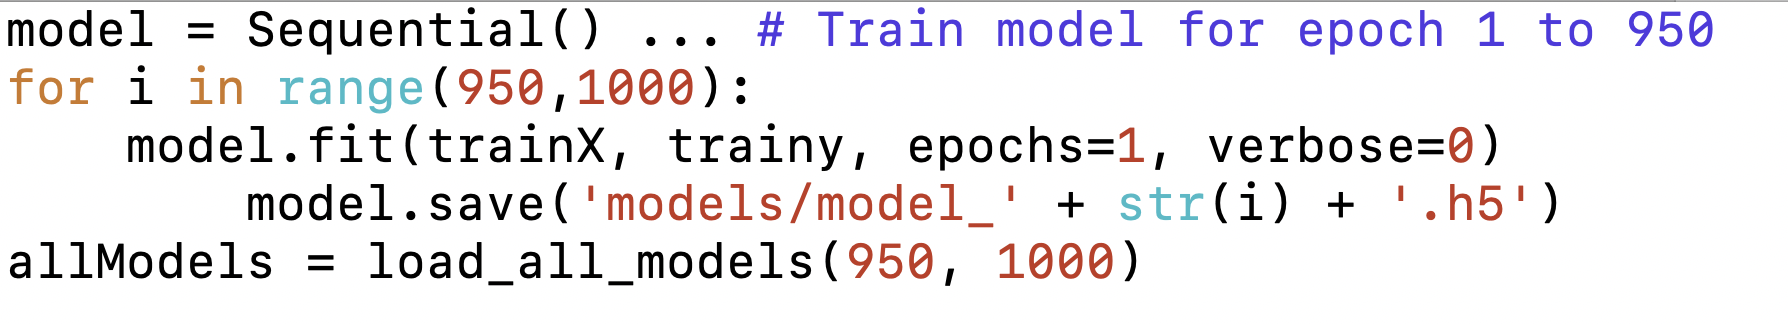 model = Sequential() ... # Train model for epoch 1 to 950
for i in range(950,1000):
    model.fit(trainX, trainy, epochs=1, verbose=0)
        model.save('models/model_' + str(i) + '.h5')
allModels = load_all_models(950, 1000)